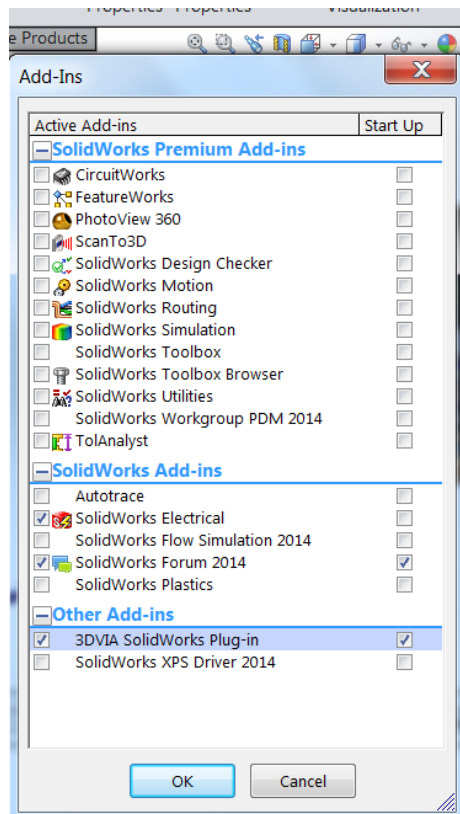 Properties Properties Visualization
e Products
Add-Ins
Active Add-ins Start Up
SolidWorks Premium Add-ins
CircuitWorks
FeatureWorks
PhotoView 360
ScanTo3D
SolidWorks Design Checker
SolidWorks Motion
SolidWorks Routing
SolidWorks Simulation
SolidWorks Toolbox
SolidWorks Toolbox Browser
SolidWorks Utilities
SolidWorks Workgroup PDM 2014
TolAnalyst
SolidWorks Add-ins
Autotrace
SolidWorks Electrical
SolidWorks Flow Simulation 2014
SolidWorks Forum 2014
SolidWorks Plastics
Other Add-ins
3DVIA SolidWorks Plug-in
SolidWorks XPS Driver 2014
OK Cancel